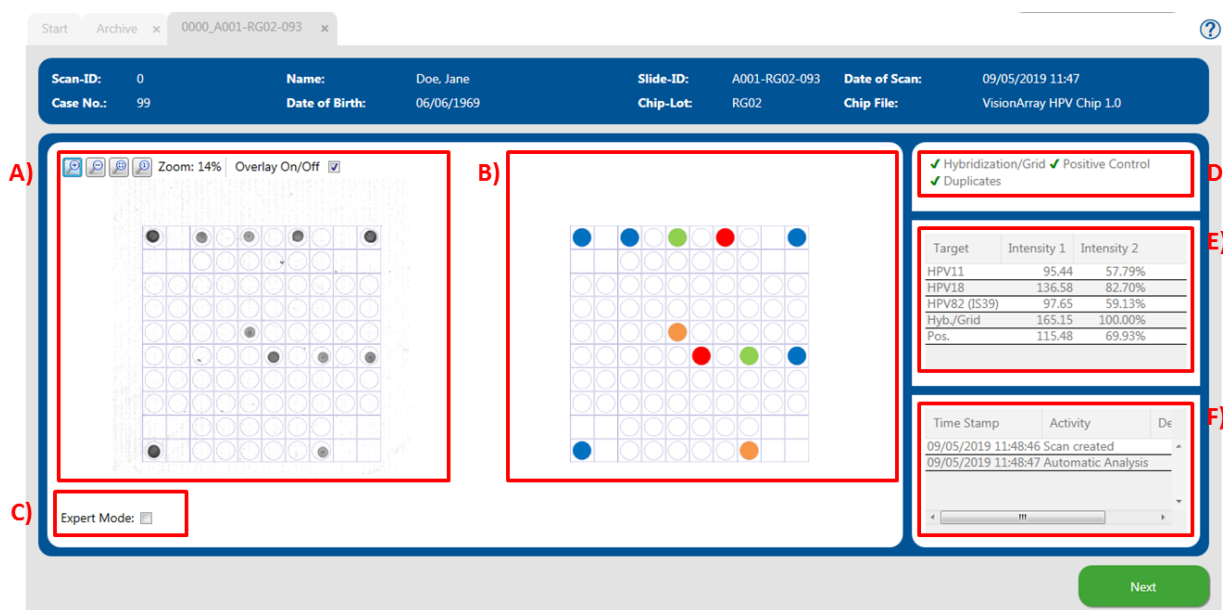 Start Archive × 0000_A001-RG02-093 ×
?
Scan-ID: 0 Name: Doe, Jane Slide-ID: A001-RG02-093 Date of Scan: 09/05/2019 11:47
Case No.: 99 Date of Birth: 06/06/1969 Chip-Lot: RG02 Chip File: VisionArray HPV Chip 1.0
A)
Zoom: 14% Overlay On/Off
B)
C)
Expert Mode:
D
✓ Hybridization/Grid ✓ Positive Control
✓ Duplicates
E)
Target Intensity 1 Intensity 2
HPV11 95.44 57.79%
HPV18 136.58 82.70%
HPV82 (IS39) 97.65 59.13%
Hyb./Grid 165.15 100.00%
Pos. 115.48 69.93%
F)
Time Stamp Activity De
09/05/2019 11:48:46 Scan created
09/05/2019 11:48:47 Automatic Analysis
Next